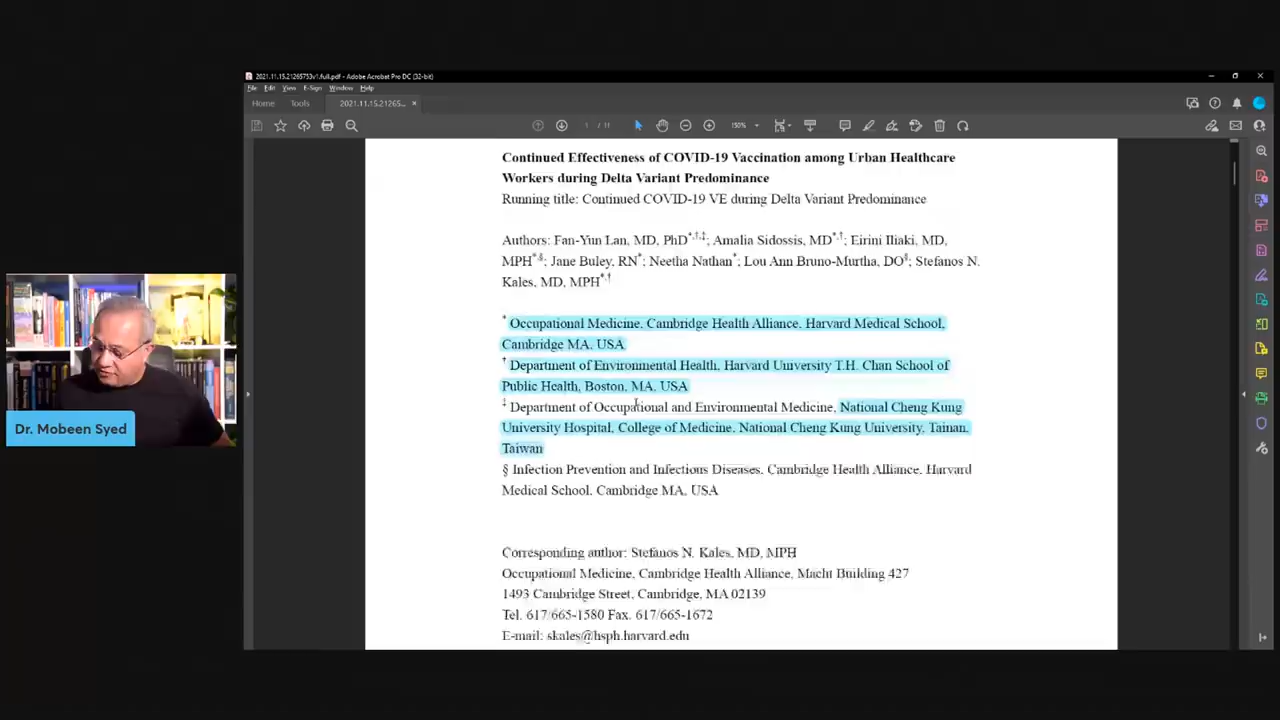 2021.11.15.21265753v1.full.pdf - Adobe Acrobat Pro DC (32-bit)
File Edit View E-Sign Window Help
Home Tools 2021.11.15.21265... ×
1 / 11 150%
Continued Effectiveness of COVID-19 Vaccination among Urban Healthcare
Workers during Delta Variant Predominance
Running title: Continued COVID-19 VE during Delta Variant Predominance
Authors: Fan-Yun Lan, MD, PhD*,†,‡; Amalia Sidossis, MD*,†; Eirini Iliaki, MD,
MPH*,§; Jane Buley, RN*; Neetha Nathan*; Lou Ann Bruno-Murtha, DO§; Stefanos N.
Kales, MD, MPH*,†
* Occupational Medicine, Cambridge Health Alliance, Harvard Medical School,
Cambridge MA, USA
† Department of Environmental Health, Harvard University T.H. Chan School of
Public Health, Boston, MA, USA
‡ Department of Occupational and Environmental Medicine, National Cheng Kung
University Hospital, College of Medicine, National Cheng Kung University, Tainan,
Taiwan
§ Infection Prevention and Infectious Diseases, Cambridge Health Alliance, Harvard
Medical School, Cambridge MA, USA
Corresponding author: Stefanos N. Kales, MD, MPH
Occupational Medicine, Cambridge Health Alliance, Macht Building 427
1493 Cambridge Street, Cambridge, MA 02139
Tel. 617/665-1580 Fax. 617/665-1672
E-mail: skales@hsph.harvard.edu
Dr. Mobeen Syed